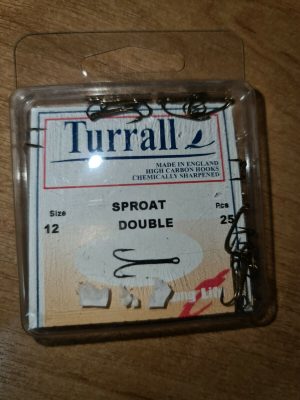 Turrall
MADE IN ENGLAND
HIGH CARBON HOOKS
CHEMICALLY SHARPENED
Size
12
SPROAT
DOUBLE
Pcs
25